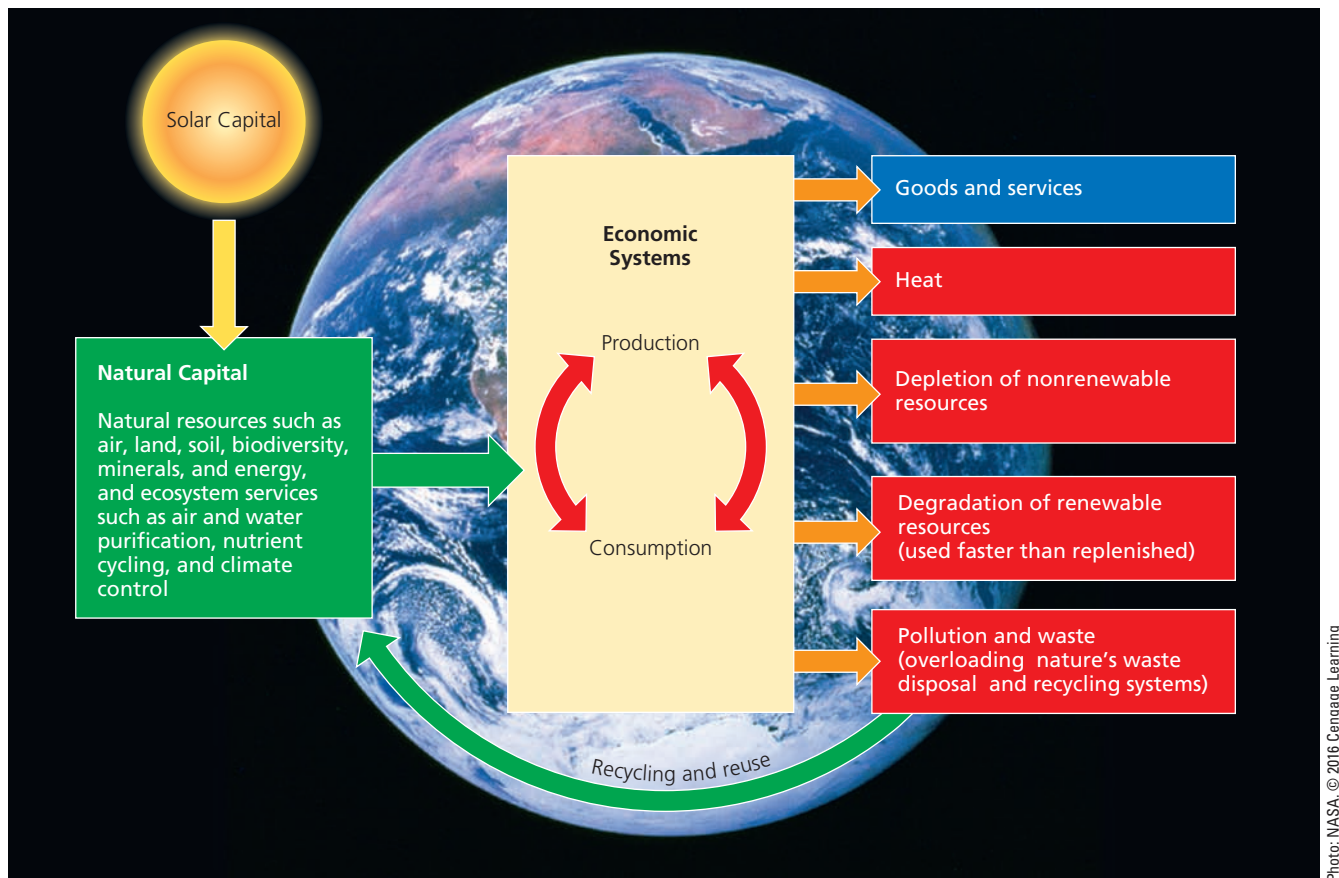 Solar Capital
Natural Capital
Natural resources such as
air, land, soil, biodiversity,
minerals, and energy,
and ecosystem services
such as air and water
purification, nutrient
cycling, and climate
control
Economic
Systems
Production
Consumption
Goods and services
Heat
Depletion of nonrenewable
resources
Degradation of renewable
resources
(used faster than replenished)
Pollution and waste
(overloading nature's waste
disposal and recycling systems)
Recycling and reuse
Photo: NASA. © 2016 Cengage Learning